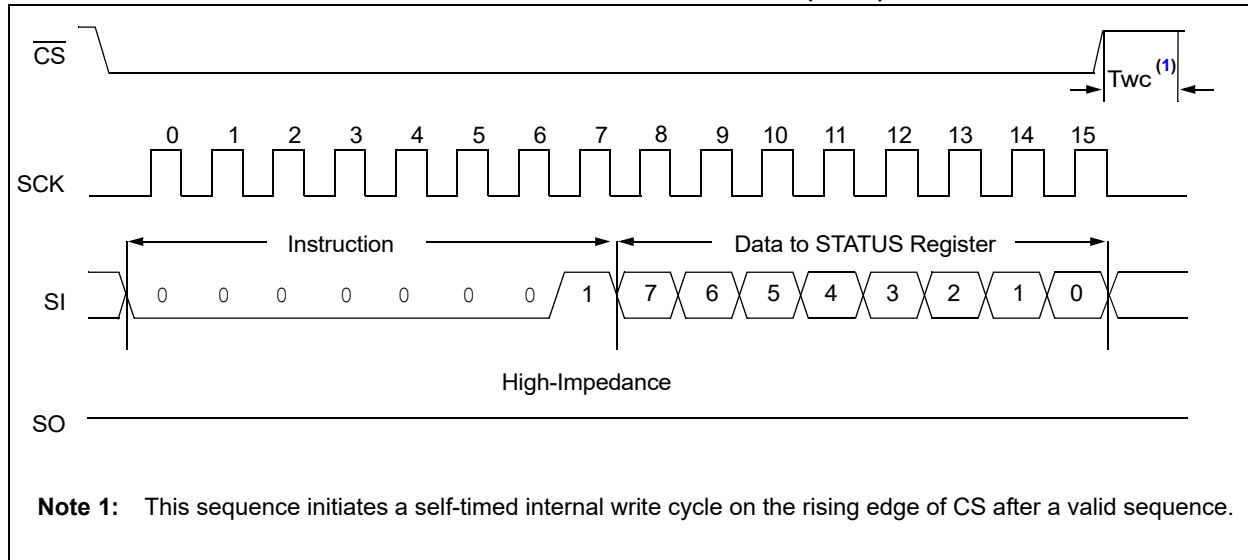 CS
Twc (1)
0 1 2 3 4 5 6 7 8 9 10 11 12 13 14 15
SCK
Instruction Data to STATUS Register
SI 0 0 0 0 0 0 0 1 7 6 5 4 3 2 1 0
High-Impedance
SO
Note 1: This sequence initiates a self-timed internal write cycle on the rising edge of CS after a valid sequence.